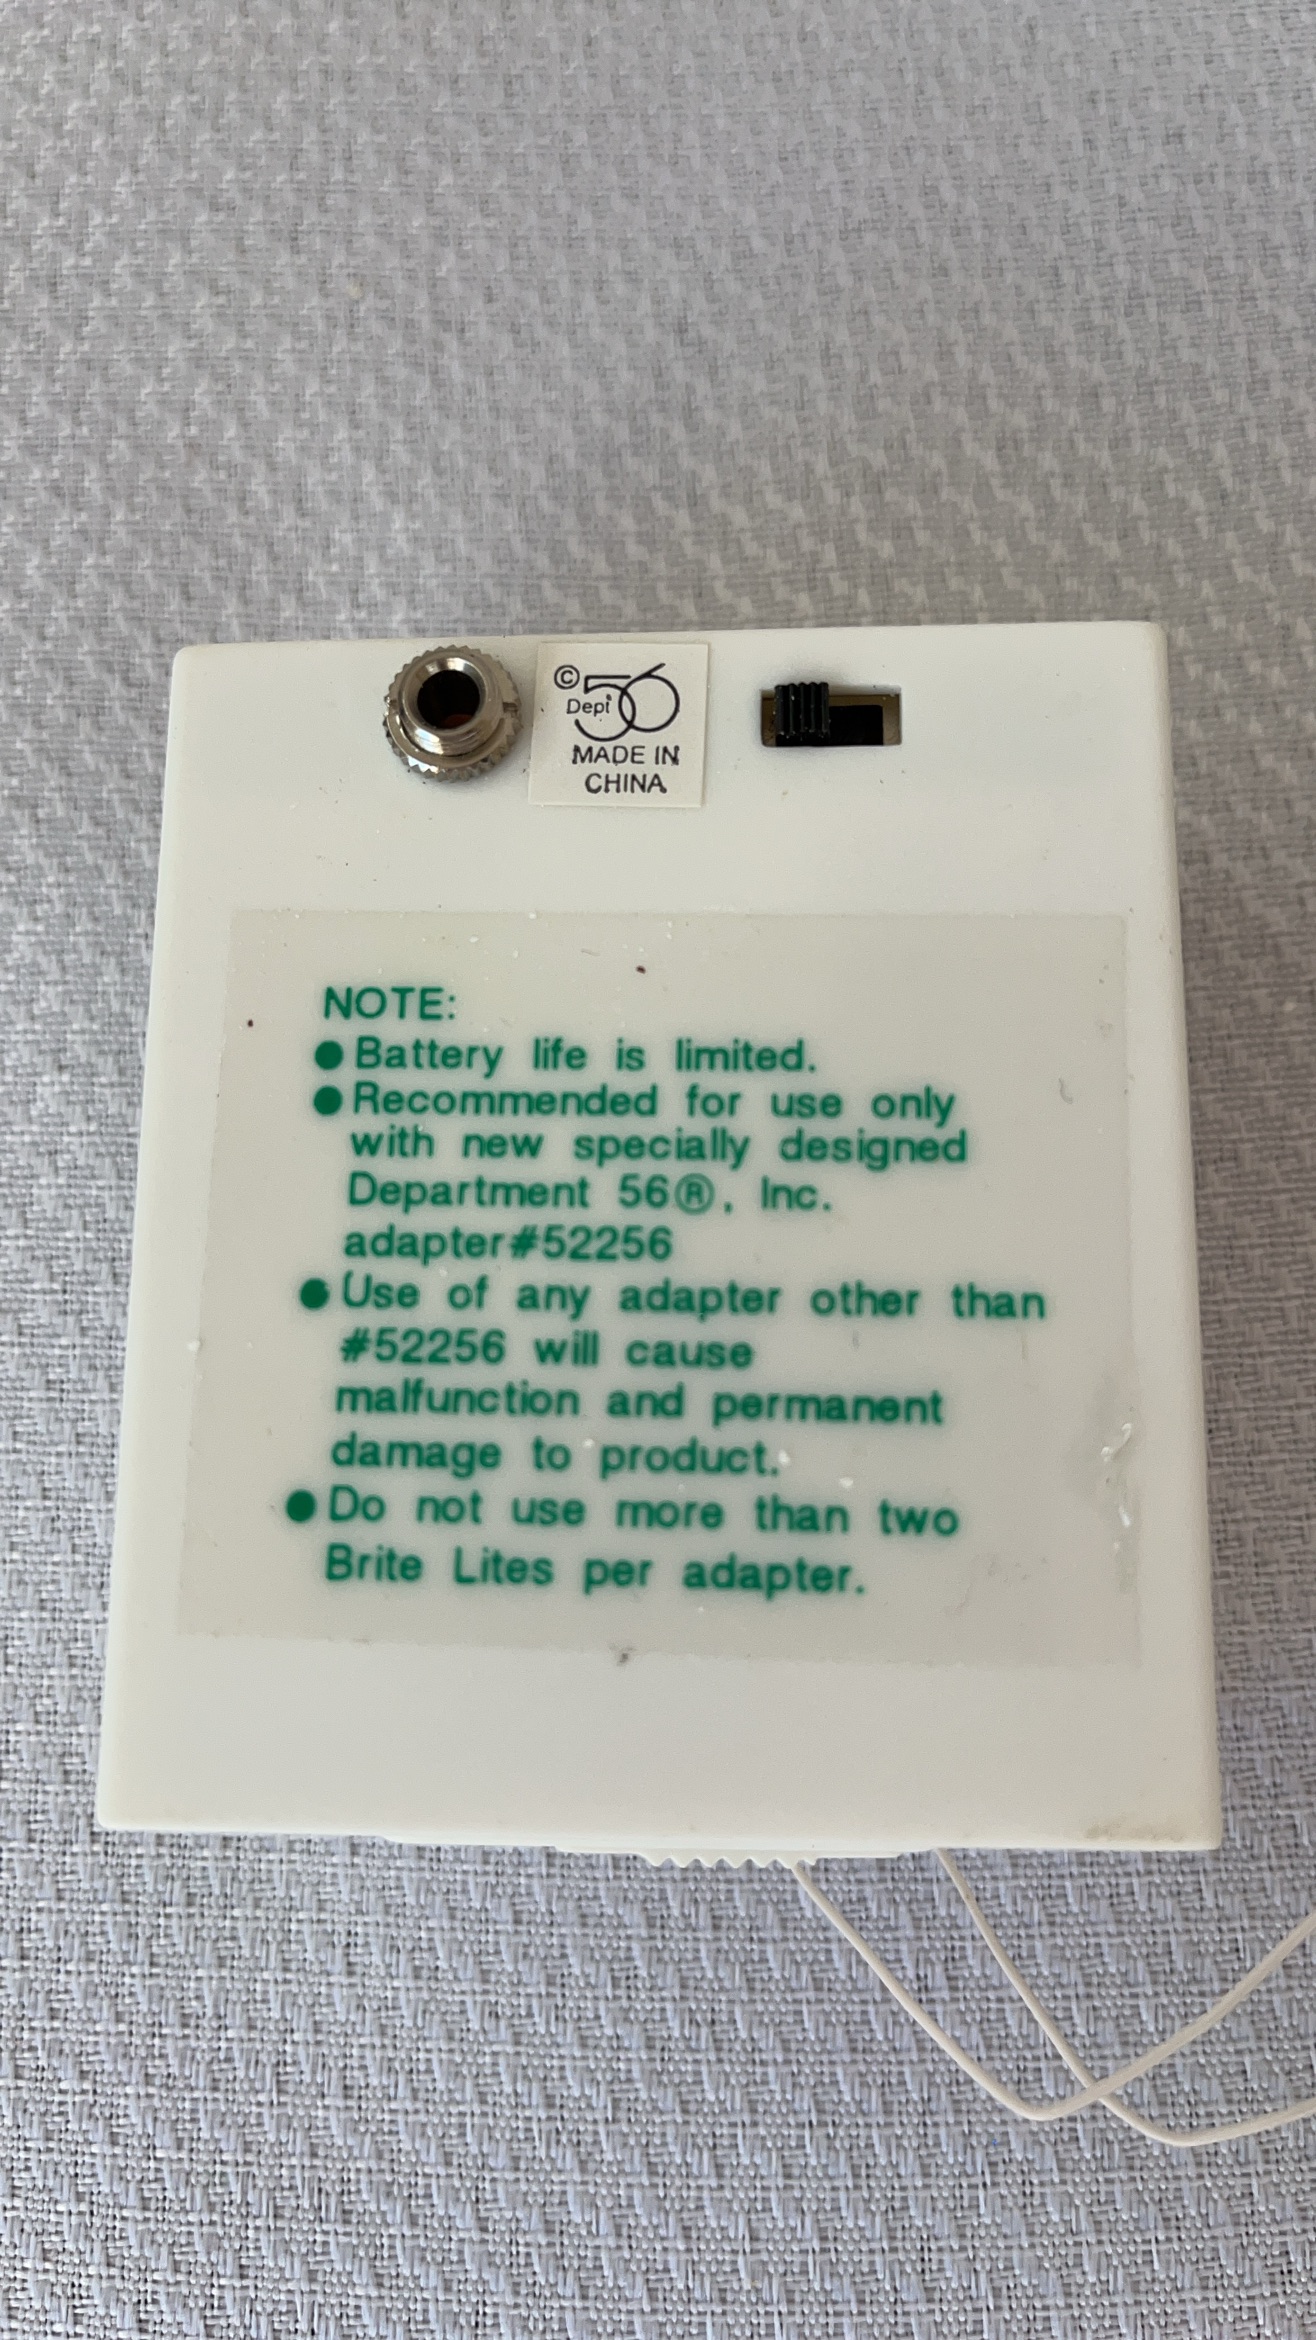 © Dept 56
MADE IN
CHINA
NOTE:
● Battery life is limited.
● Recommended for use only
with new specially designed
Department 56®, Inc.
adapter#52256
● Use of any adapter other than
#52256 will cause
malfunction and permanent
damage to product.
● Do not use more than two
Brite Lites per adapter.